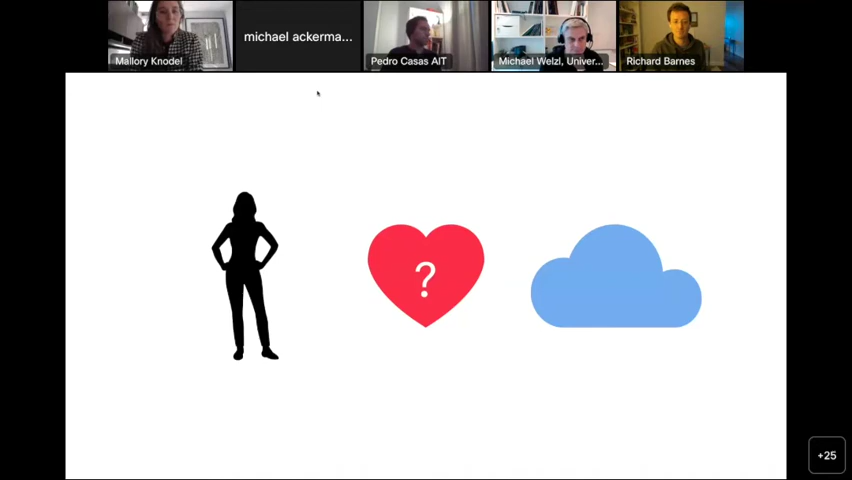 Mallory Knodel
michael ackerma...
Pedro Casas AIT
Michael Welzl, Univer...
Richard Barnes
?
+25